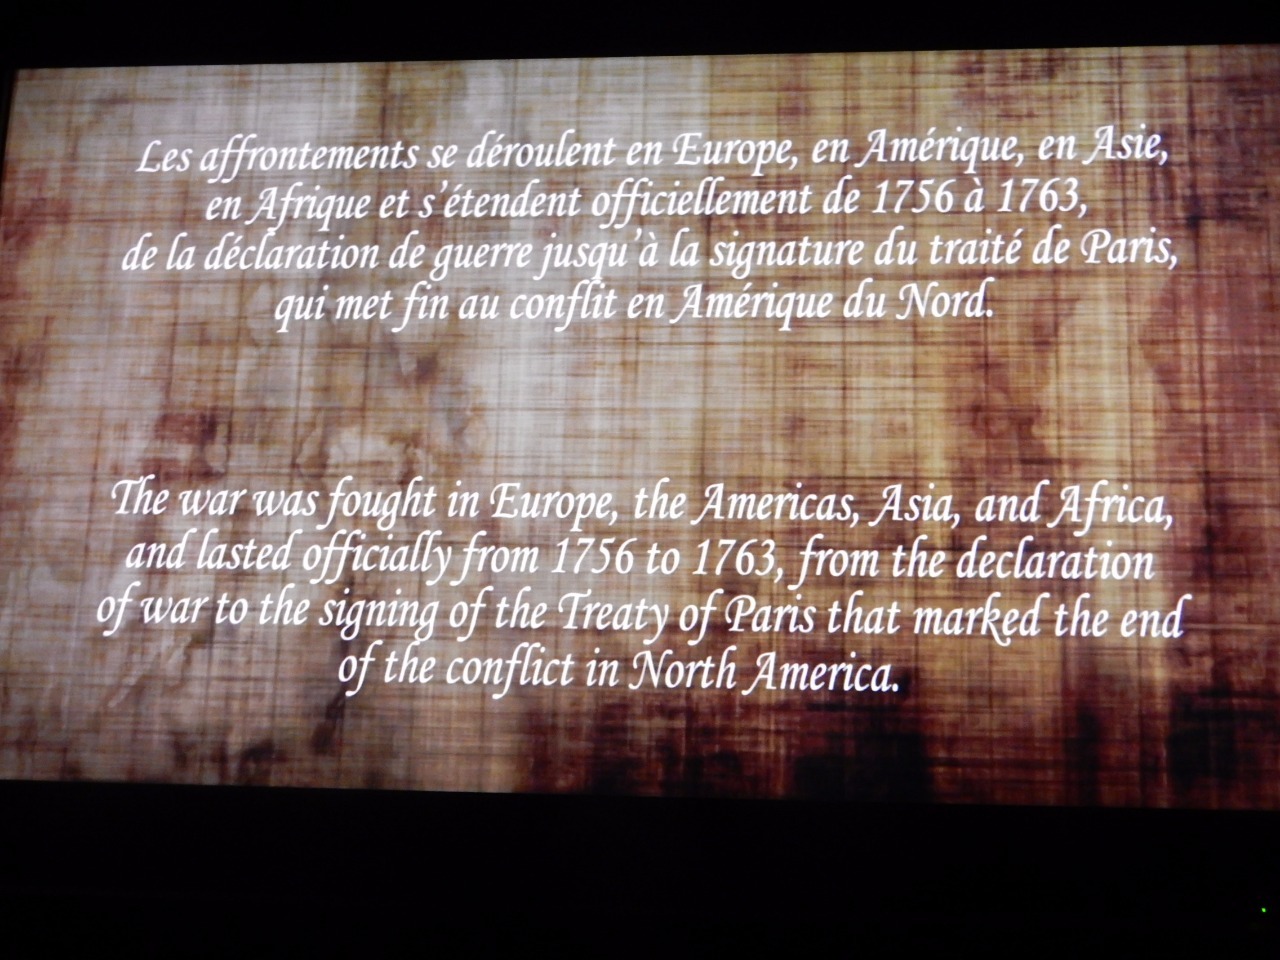 Les affrontements se déroulent en Europe, en Amérique, en Asie,
en Afrique et s'étendent officiellement de 1756 à 1763,
de la déclaration de guerre jusqu'à la signature du traité de Paris,
qui met fin au conflit en Amérique du Nord.
The war was fought in Europe, the Americas, Asia, and Africa,
and lasted officially from 1756 to 1763, from the declaration
of war to the signing of the Treaty of Paris that marked the end
of the conflict in North America.